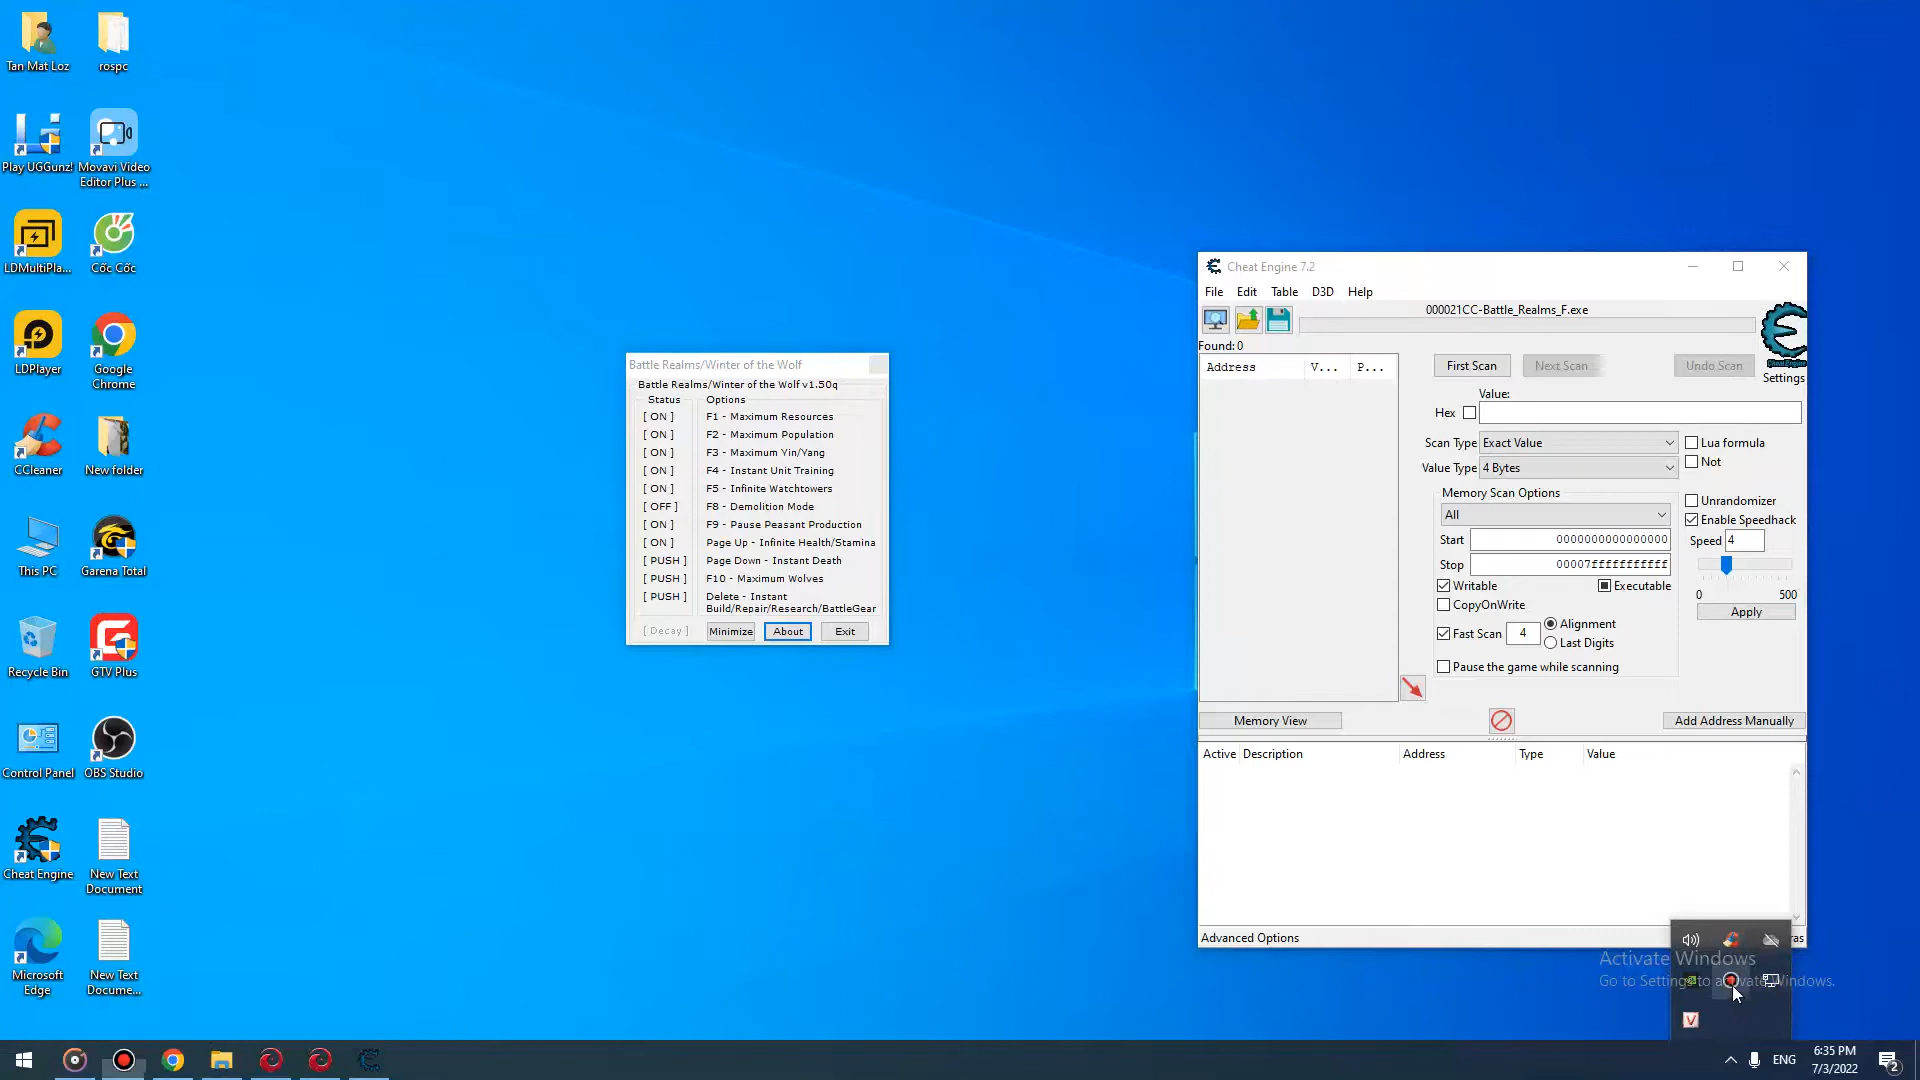 Tan Mat Loz
rospc
Play UGGunz!
Movavi Video
Editor Plus ...
LDMultiPla...
Cốc Cốc
LDPlayer
Google
Chrome
CCleaner
New folder
This PC
Garena Total
Recycle Bin
GTV Plus
Control Panel
OBS Studio
Cheat Engine
New Text
Document
Microsoft
Edge
New Text
Docume...
Battle Realms/Winter of the Wolf
Battle Realms/Winter of the Wolf v1.50q
Status
Options
[ ON ] F1 - Maximum Resources
[ ON ] F2 - Maximum Population
[ ON ] F3 - Maximum Yin/Yang
[ ON ] F4 - Instant Unit Training
[ ON ] F5 - Infinite Watchtowers
[ OFF ] F8 - Demolition Mode
[ ON ] F9 - Pause Peasant Production
[ ON ] Page Up - Infinite Health/Stamina
[ PUSH ] Page Down - Instant Death
[ PUSH ] F10 - Maximum Wolves
[ PUSH ] Delete - Instant
Build/Repair/Research/BattleGear
[ Decay ] Minimize About Exit
Cheat Engine 7.2
File Edit Table D3D Help
000021CC-Battle_Realms_F.exe
Found: 0
Address V... P...
First Scan Next Scan Undo Scan
Cheat Engine
Settings
Value:
Hex
Scan Type Exact Value
Lua formula
Value Type 4 Bytes
Not
Memory Scan Options
All
Unrandomizer
Enable Speedhack
Start 0000000000000000
Speed 4
Stop 00007fffffffffff
Writable Executable
0 500
CopyOnWrite
Apply
Fast Scan 4 Alignment
Last Digits
Pause the game while scanning
Memory View
Add Address Manually
Active Description Address Type Value
Advanced Options
ras
Activate Windows
Go to Settings to activate Windows.
V
ENG
6:35 PM
7/3/2022
2